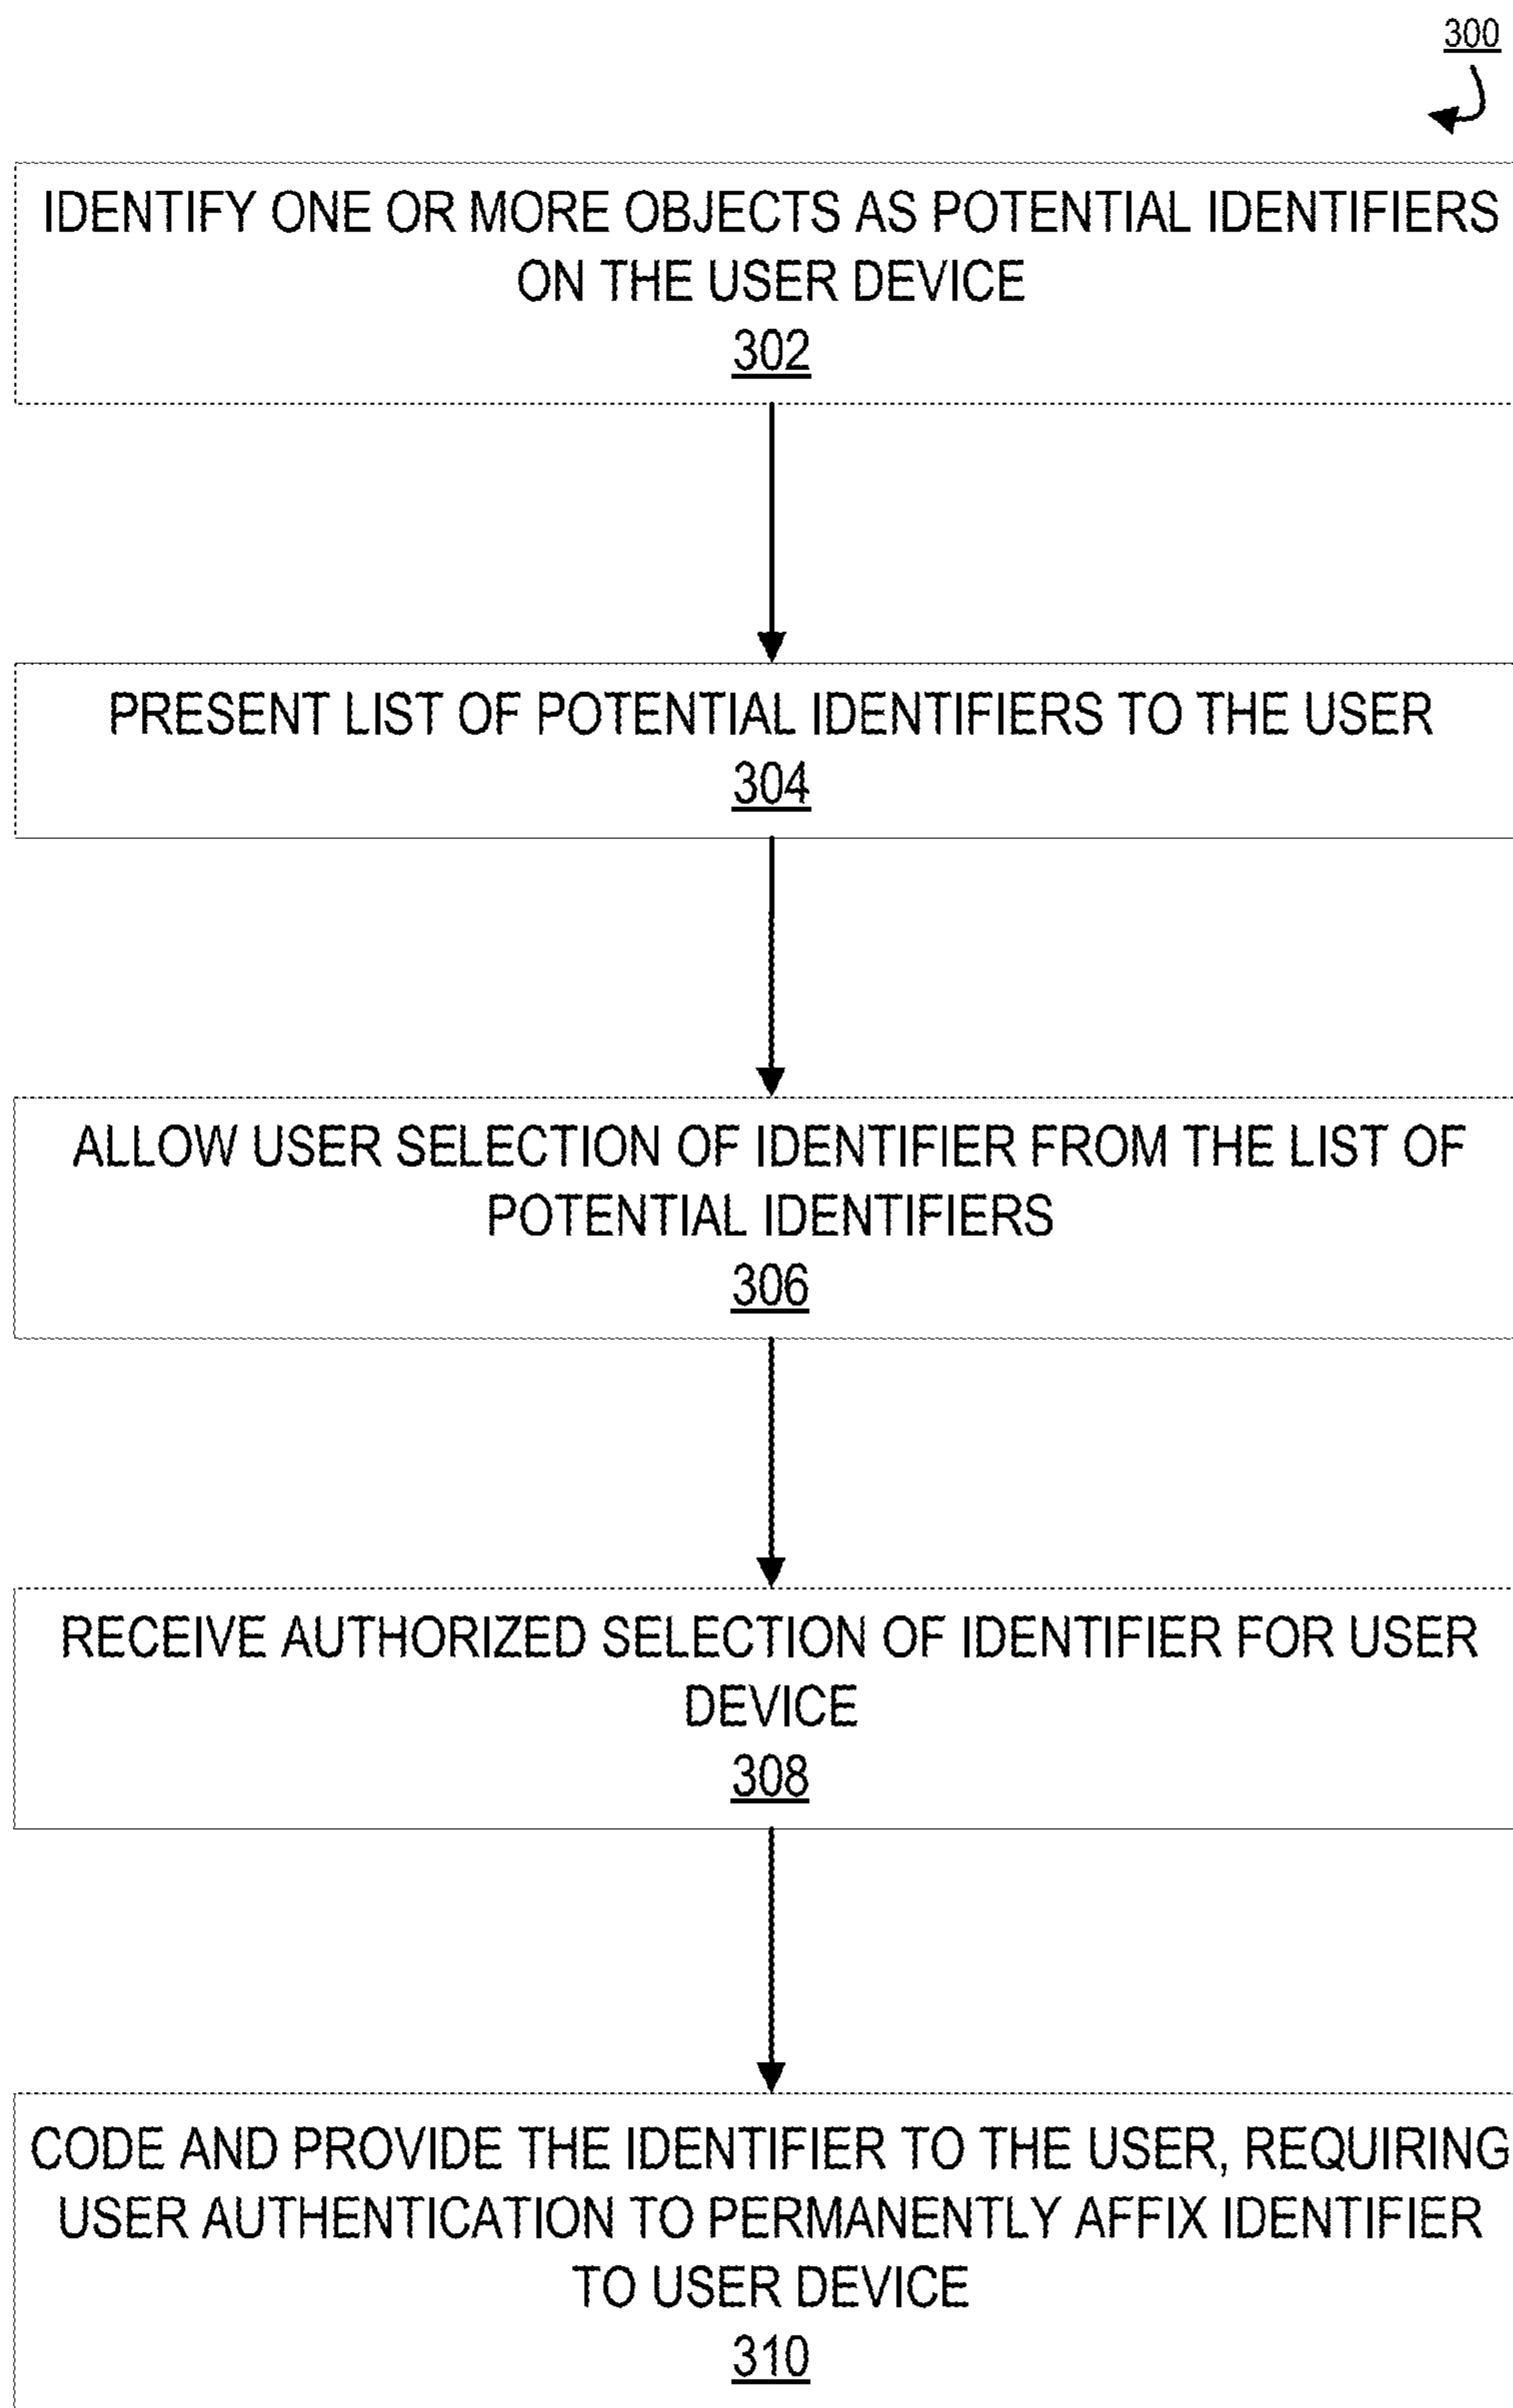 300
IDENTIFY ONE OR MORE OBJECTS AS POTENTIAL IDENTIFIERS
ON THE USER DEVICE
302
PRESENT LIST OF POTENTIAL IDENTIFIERS TO THE USER
304
ALLOW USER SELECTION OF IDENTIFIER FROM THE LIST OF
POTENTIAL IDENTIFIERS
306
RECEIVE AUTHORIZED SELECTION OF IDENTIFIER FOR USER
DEVICE
308
CODE AND PROVIDE THE IDENTIFIER TO THE USER, REQUIRING
USER AUTHENTICATION TO PERMANENTLY AFFIX IDENTIFIER
TO USER DEVICE
310